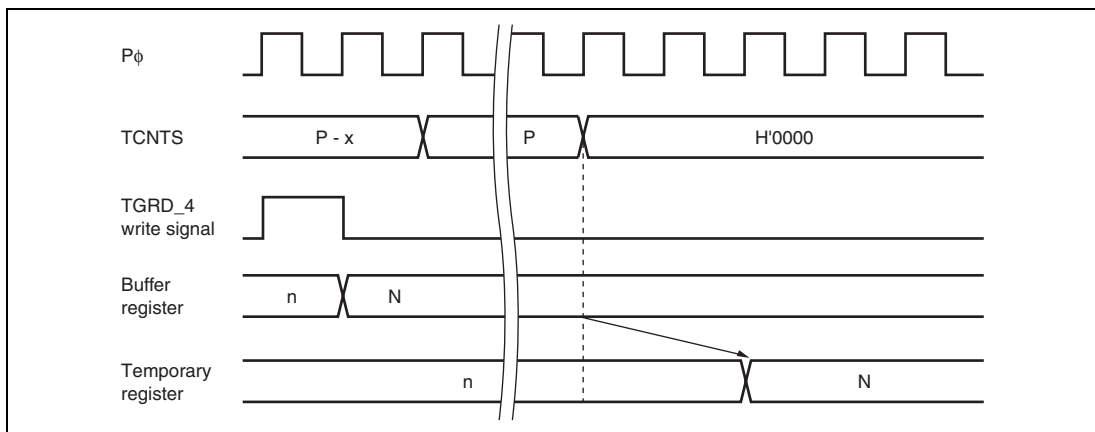 Pϕ
TCNTS
P - x
P
H'0000
TGRD_4
write signal
Buffer
register
n
N
Temporary
register
n
N